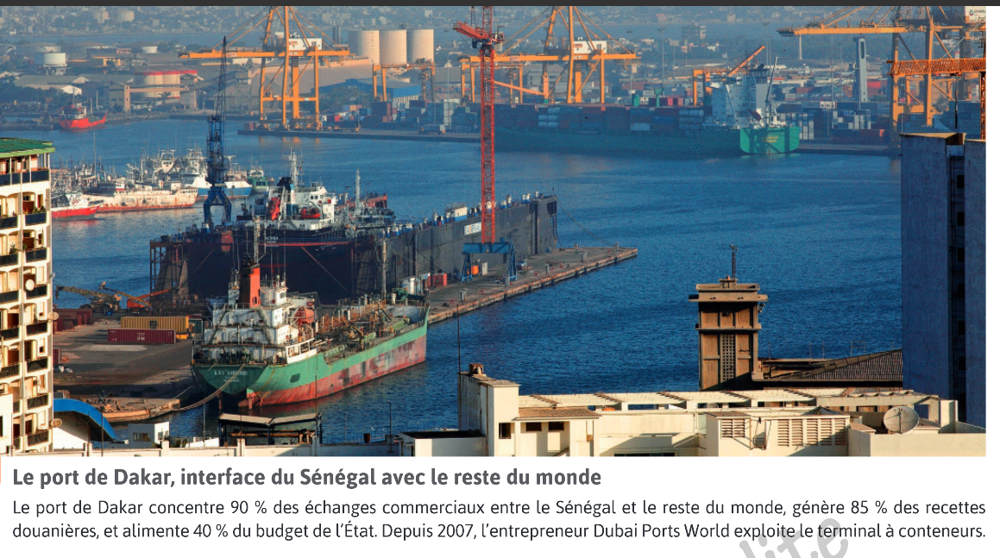 Le port de Dakar, interface du Sénégal avec le reste du monde
Le port de Dakar concentre 90 % des échanges commerciaux entre le Sénégal et le reste du monde, génère 85 % des recettes
douanières, et alimente 40 % du budget de l'État. Depuis 2007, l'entrepreneur Dubai Ports World exploite le terminal à conteneurs.